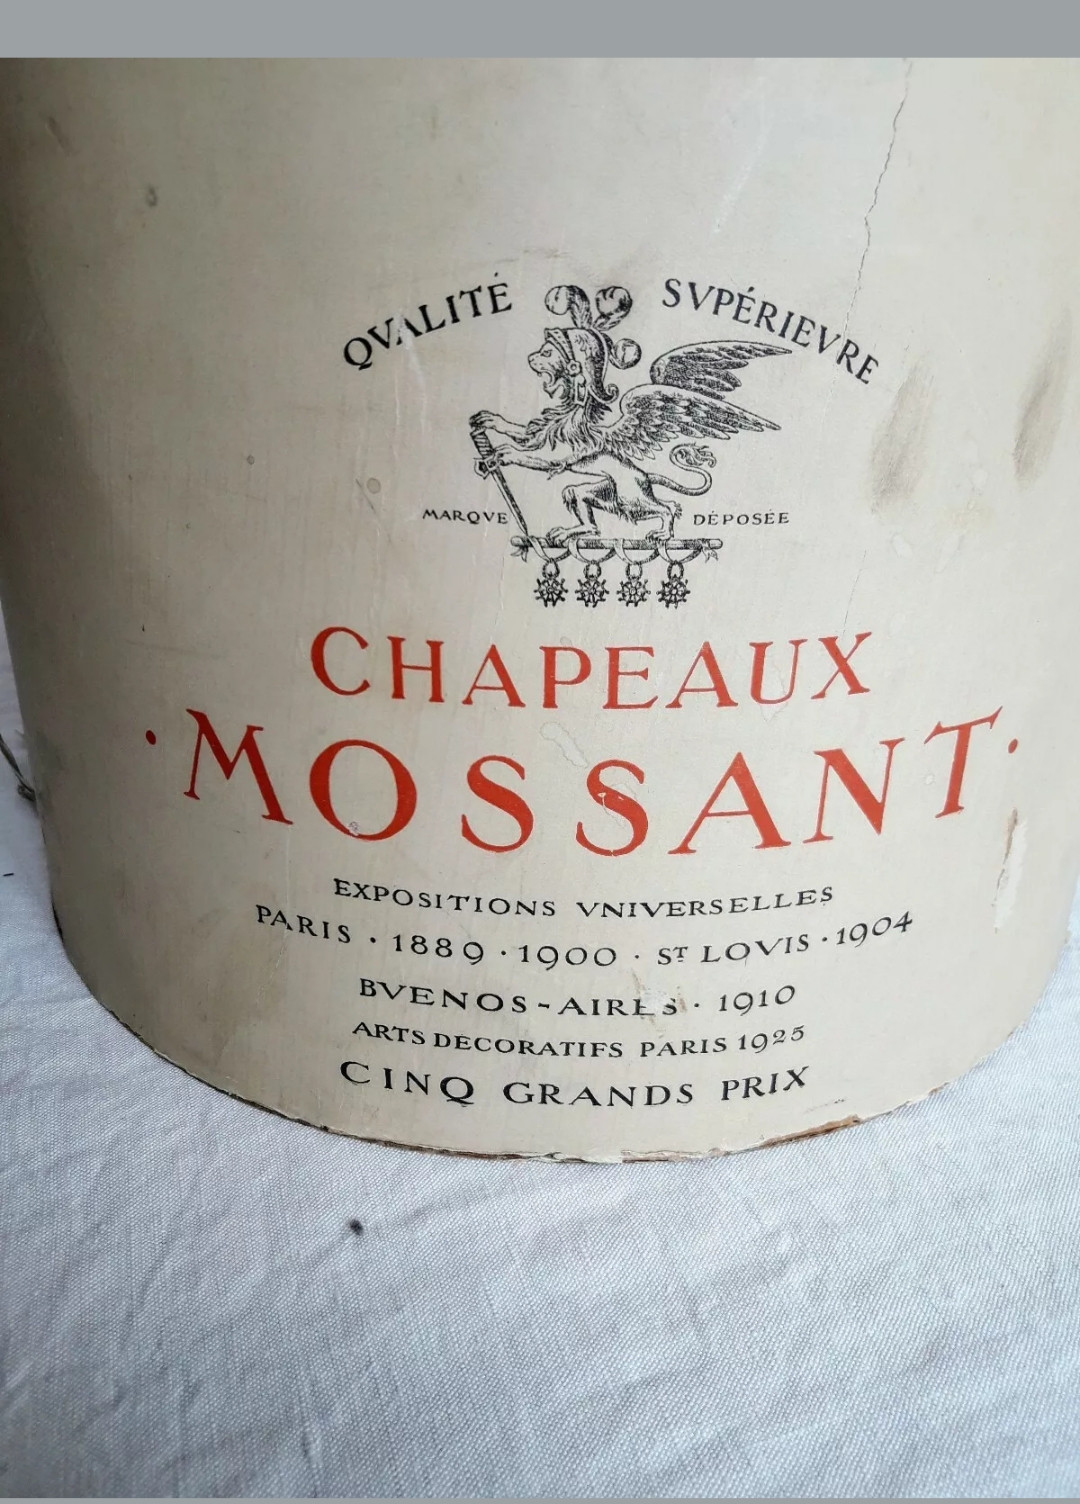 QVALITÉ SVPÉRIEVRE
MARQVE DÉPOSÉE
CHAPEAUX
·MOSSANT·
EXPOSITIONS VNIVERSELLES
PARIS · 1889 · 1900 · ST LOVIS · 1904
BVENOS-AIRES · 1910
ARTS DÉCORATIFS PARIS 1925
CINQ GRANDS PRIX